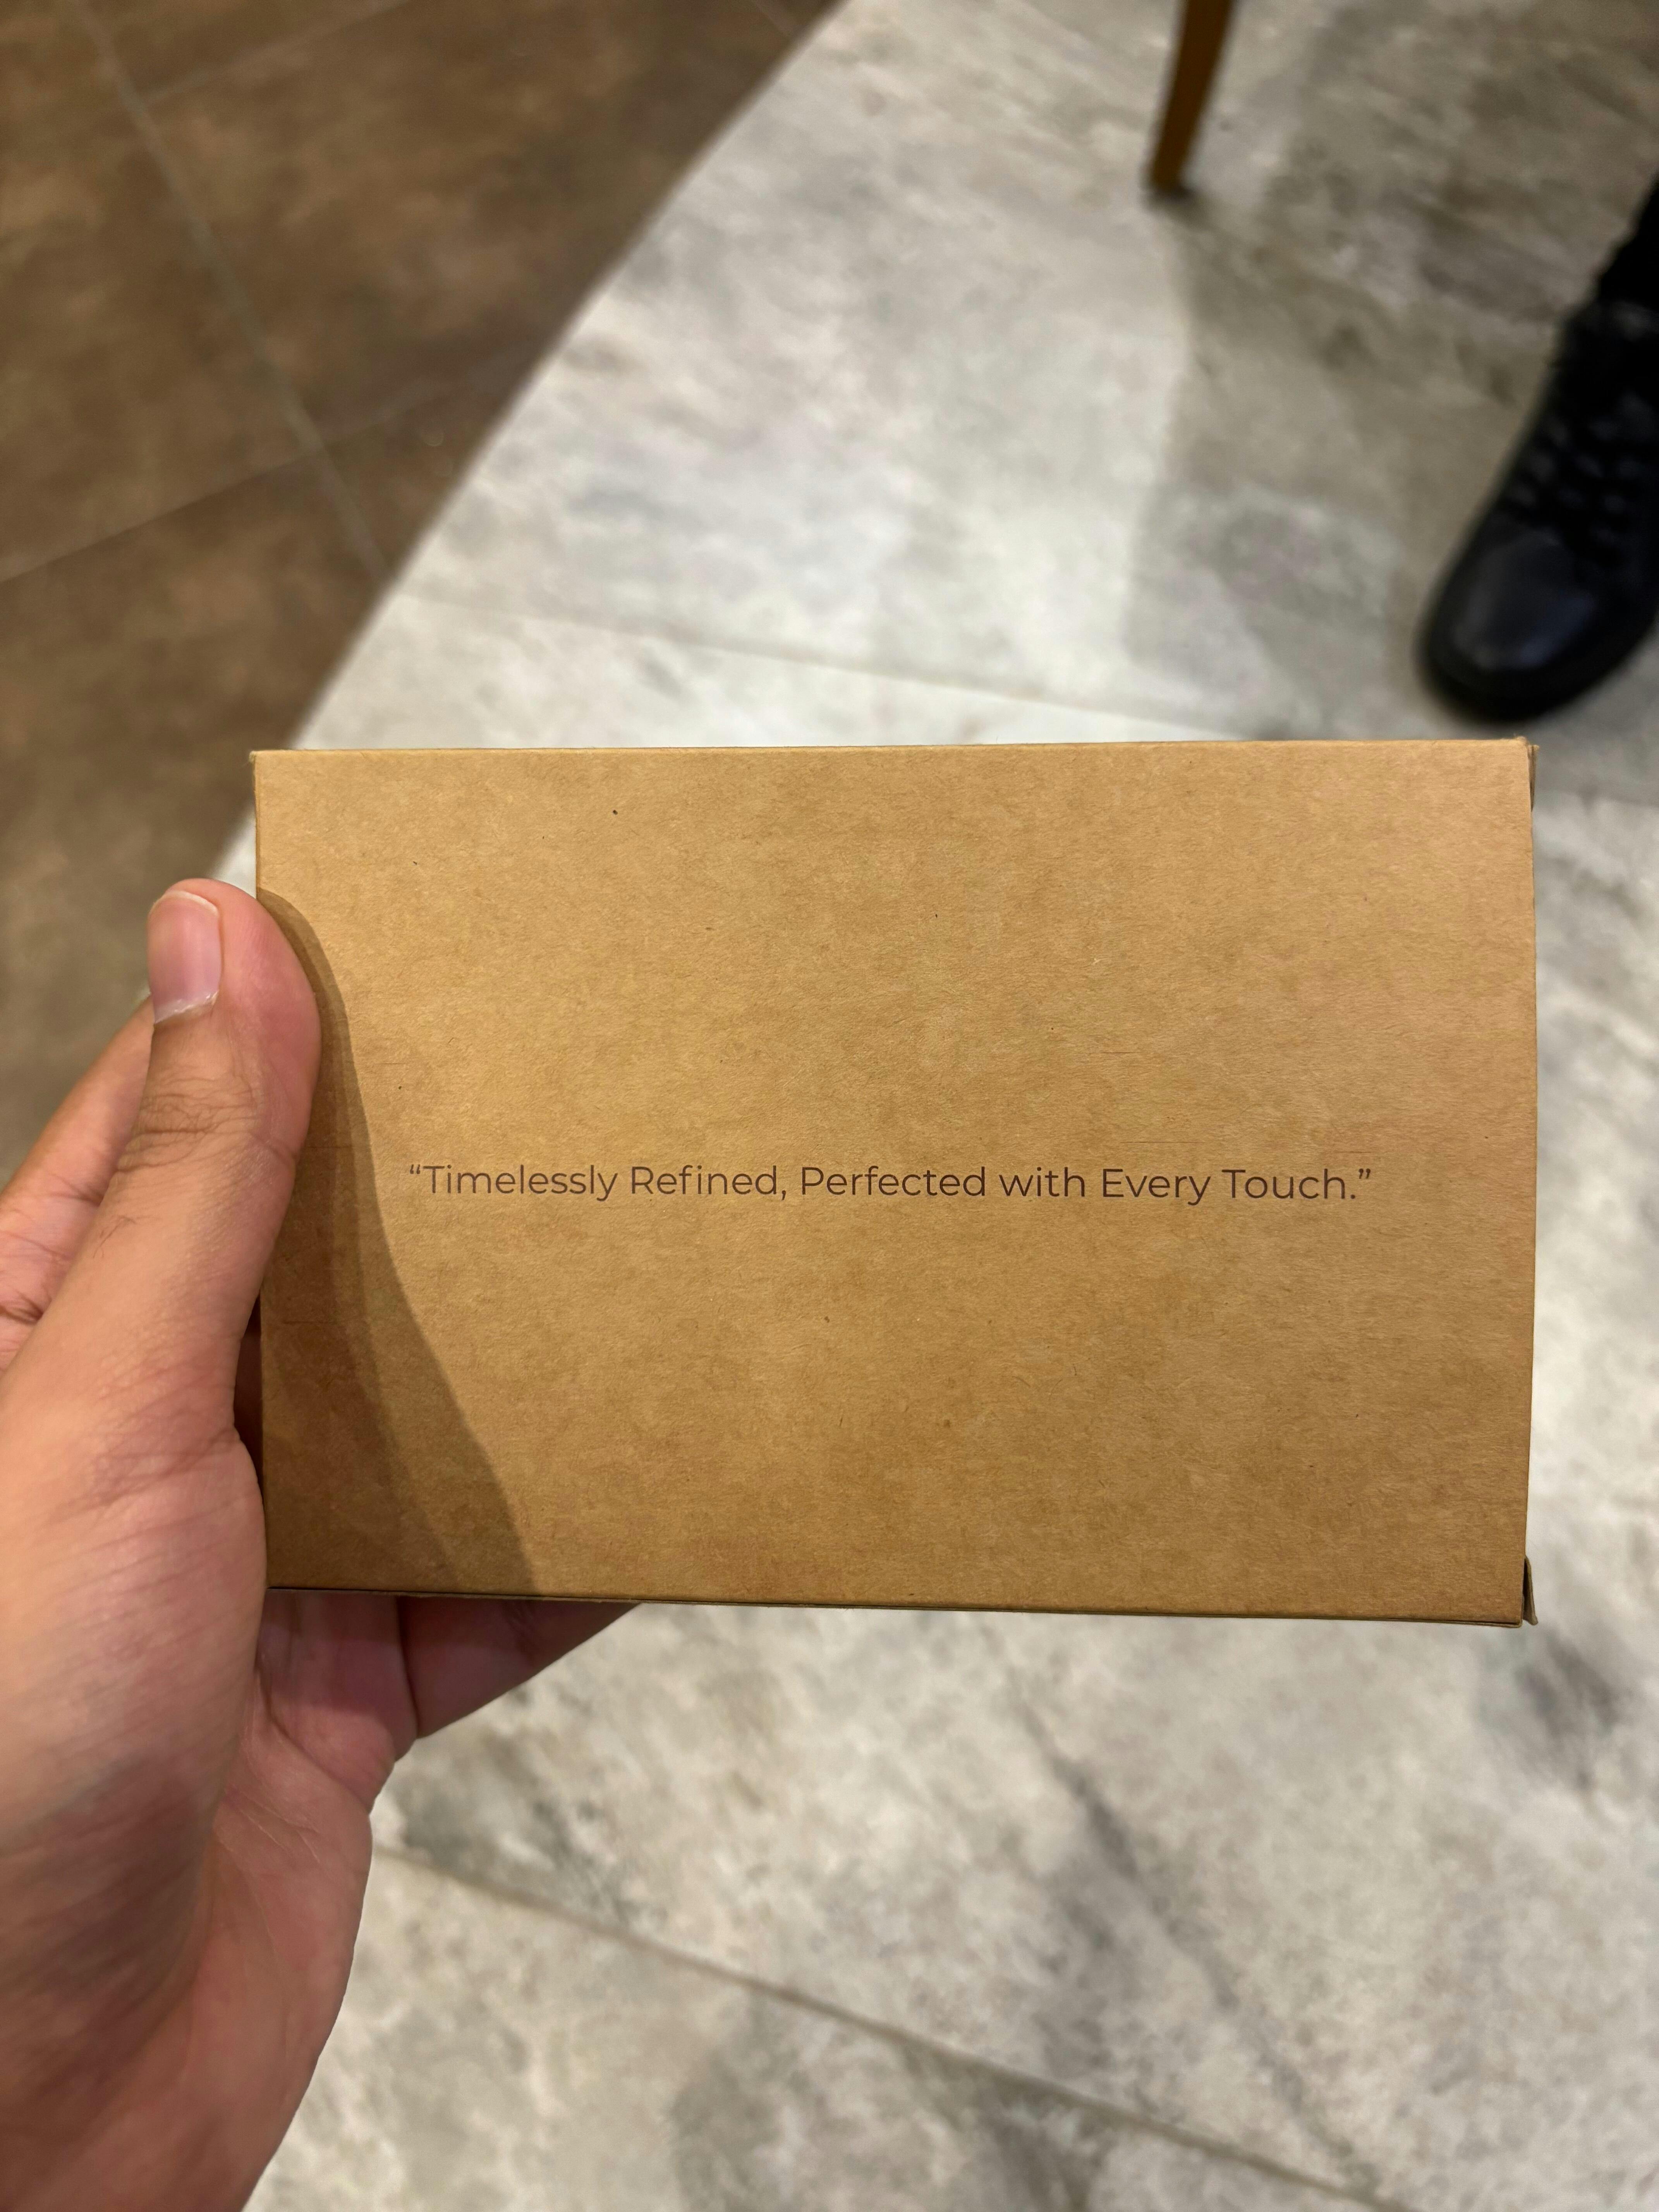 “Timelessly Refined, Perfected with Every Touch.”